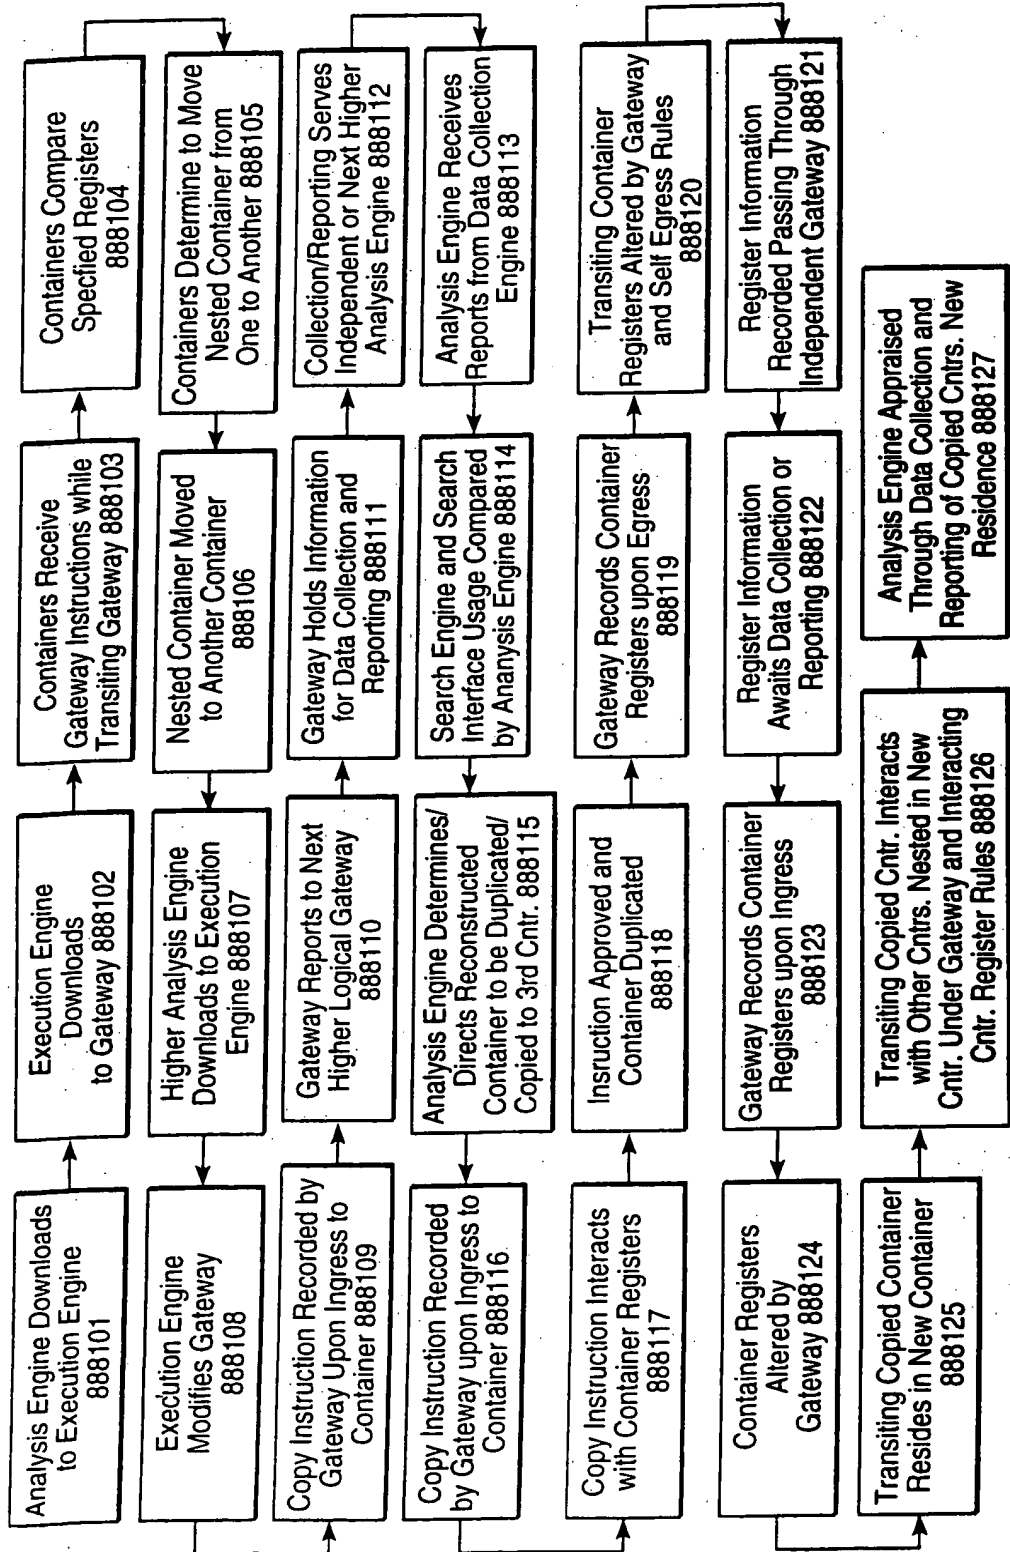 Analysis Engine Downloads
to Execution Engine
888101
Execution Engine
Downloads
to Gateway 888102
Containers Receive
Gateway Instructions while
Transiting Gateway 888103
Containers Compare
Specfied Registers
888104
Containers Determine to Move
Nested Container from
One to Another 888105
Nested Container Moved
to Another Container
888106
Higher Analysis Engine
Downloads to Execution
Engine 888107
Execution Engine
Modifies Gateway
888108
Copy Instruction Recorded by
Gateway Upon Ingress to
Container 888109
Gateway Reports to Next
Higher Logical Gateway
888110
Gateway Holds Information
for Data Collection and
Reporting 888111
Collection/Reporting Serves
Independent or Next Higher
Analysis Engine 888112
Analysis Engine Receives
Reports from Data Collection
Engine 888113
Search Engine and Search
Interface Usage Compared
by Ananysis Engine 888114
Analysis Engine Determines/
Directs Reconstructed
Container to be Duplicated/
Copied to 3rd Cntr. 888115
Copy Instruction Recorded
by Gateway upon Ingress to
Container 888116
Copy Instruction Interacts
with Container Registers
888117
Insruction Approved and
Container Duplicated
888118
Gateway Records Container
Registers upon Egress
888119
Transiting Container
Registers Altered by Gateway
and Self Egress Rules
888120
Register Information
Recorded Passing Through
Independent Gateway 888121
Register Information
Awaits Data Collection or
Reporting 888122
Gateway Records Container
Registers upon Ingress
888123
Container Registers
Altered by
Gateway 888124
Transiting Copied Container
Resides in New Container
888125
Transiting Copied Cntr. Interacts
with Other Cntrs. Nested in New
Cntr. Under Gateway and Interacting
Cntr. Register Rules 888126
Analysis Engine Appraised
Through Data Collection and
Reporting of Copied Cntrs. New
Residence 888127